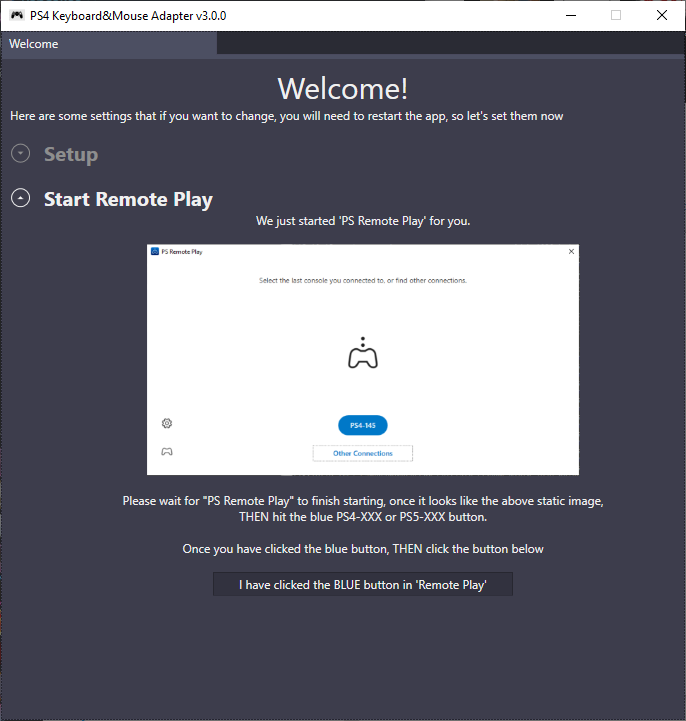 PS4 Keyboard&Mouse Adapter v3.0.0
Welcome
Welcome!
Here are some settings that if you want to change, you will need to restart the app, so let's set them now
Setup
Start Remote Play
We just started 'PS Remote Play' for you.
PS Remote Play
Select the last console you connected to, or find other connections.
PS4-145
Other Connections
Please wait for "PS Remote Play" to finish starting, once it looks like the above static image,
THEN hit the blue PS4-XXX or PS5-XXX button.
Once you have clicked the blue button, THEN click the button below
I have clicked the BLUE button in 'Remote Play'